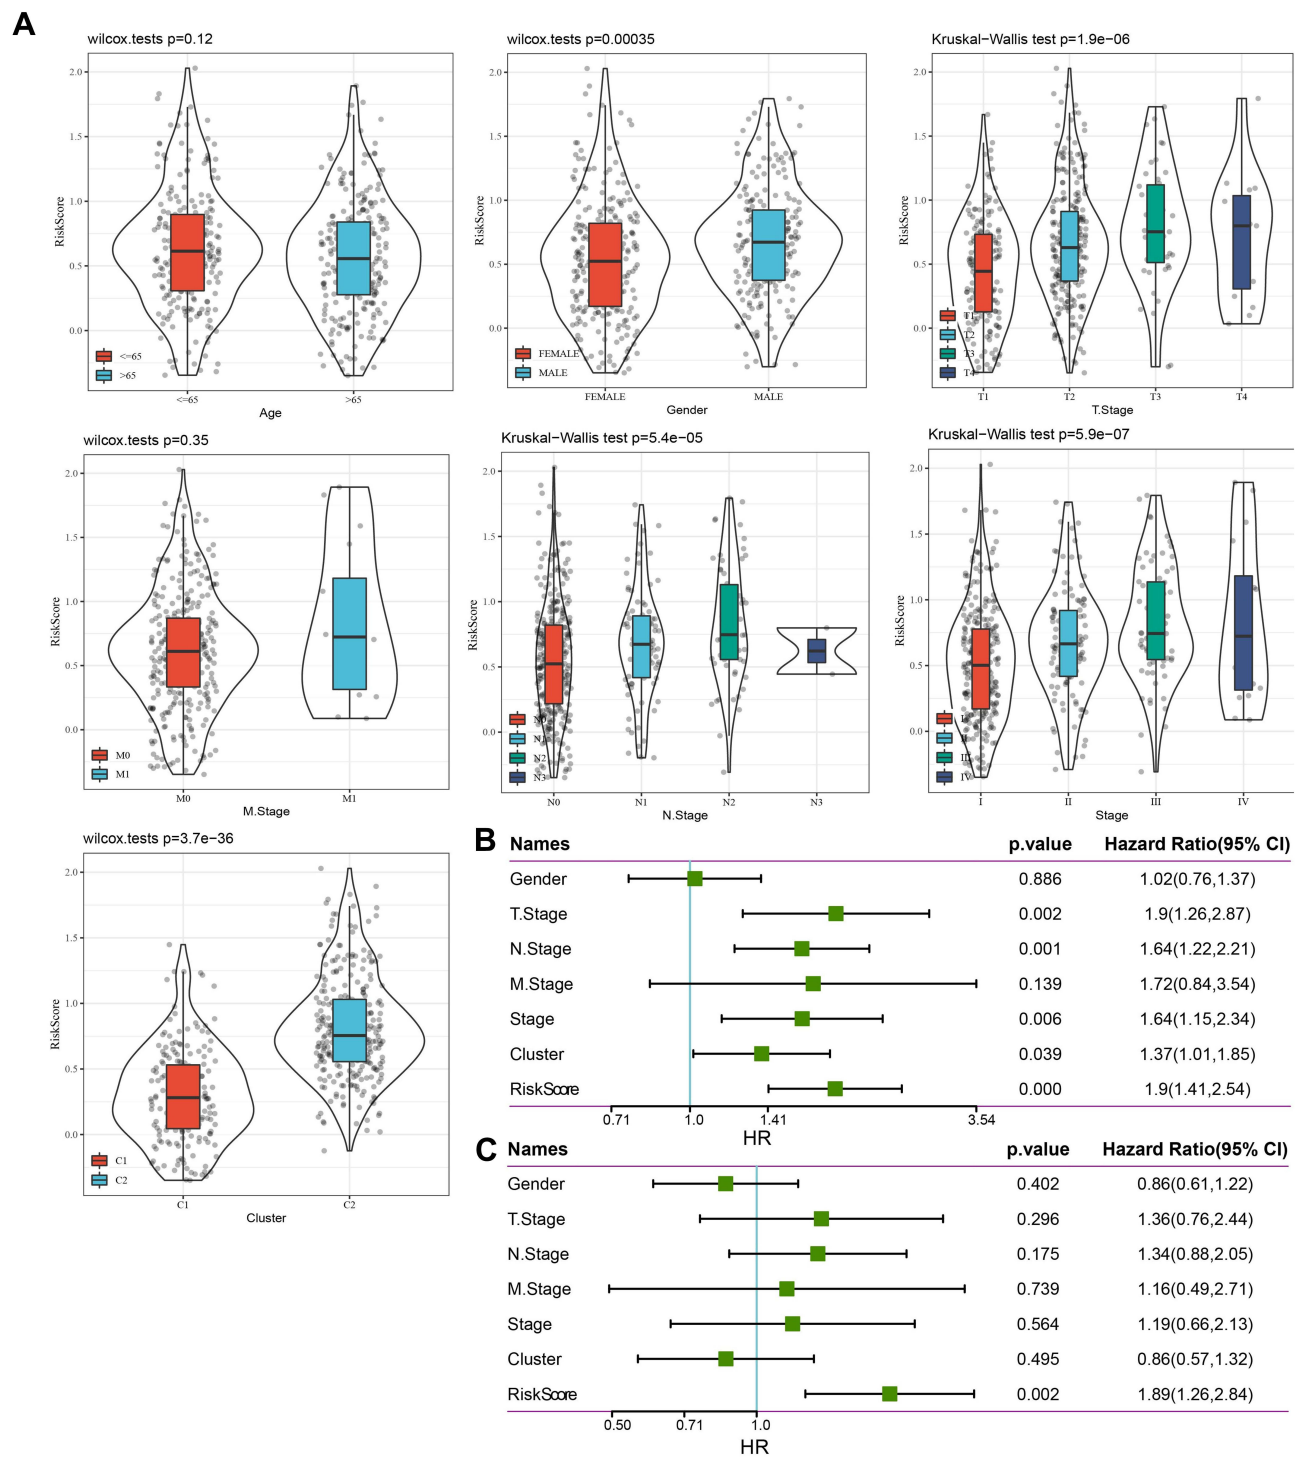 A
wilcox.tests p=0.12
RiskScore
2.0
1.5
1.0
0.5
0.0
<=65
>65
<=65
>65
Age
wilcox.tests p=0.00035
RiskScore
2.0
1.5
1.0
0.5
0.0
FEMALE
MALE
FEMALE
MALE
Gender
Kruskal−Wallis test p=1.9e−06
RiskScore
2.0
1.5
1.0
0.5
0.0
T1
T2
T3
T4
T1
T2
T3
T4
T.Stage
wilcox.tests p=0.35
RiskScore
2.0
1.5
1.0
0.5
0.0
M0
M1
M0
M1
M.Stage
Kruskal−Wallis test p=5.4e−05
RiskScore
2.0
1.5
1.0
0.5
0.0
N0
N1
N2
N3
N0
N1
N2
N3
N.Stage
Kruskal−Wallis test p=5.9e−07
RiskScore
2.0
1.5
1.0
0.5
0.0
I
II
III
IV
I
II
III
IV
Stage
wilcox.tests p=3.7e−36
RiskScore
2.0
1.5
1.0
0.5
0.0
C1
C2
C1
C2
Cluster
B
Names p.value Hazard Ratio(95% CI)
Gender 0.886 1.02(0.76,1.37)
T.Stage 0.002 1.9(1.26,2.87)
N.Stage 0.001 1.64(1.22,2.21)
M.Stage 0.139 1.72(0.84,3.54)
Stage 0.006 1.64(1.15,2.34)
Cluster 0.039 1.37(1.01,1.85)
RiskScore 0.000 1.9(1.41,2.54)
0.71 1.0 1.41 3.54
HR
C
Names p.value Hazard Ratio(95% CI)
Gender 0.402 0.86(0.61,1.22)
T.Stage 0.296 1.36(0.76,2.44)
N.Stage 0.175 1.34(0.88,2.05)
M.Stage 0.739 1.16(0.49,2.71)
Stage 0.564 1.19(0.66,2.13)
Cluster 0.495 0.86(0.57,1.32)
RiskScore 0.002 1.89(1.26,2.84)
0.50 0.71 1.0
HR